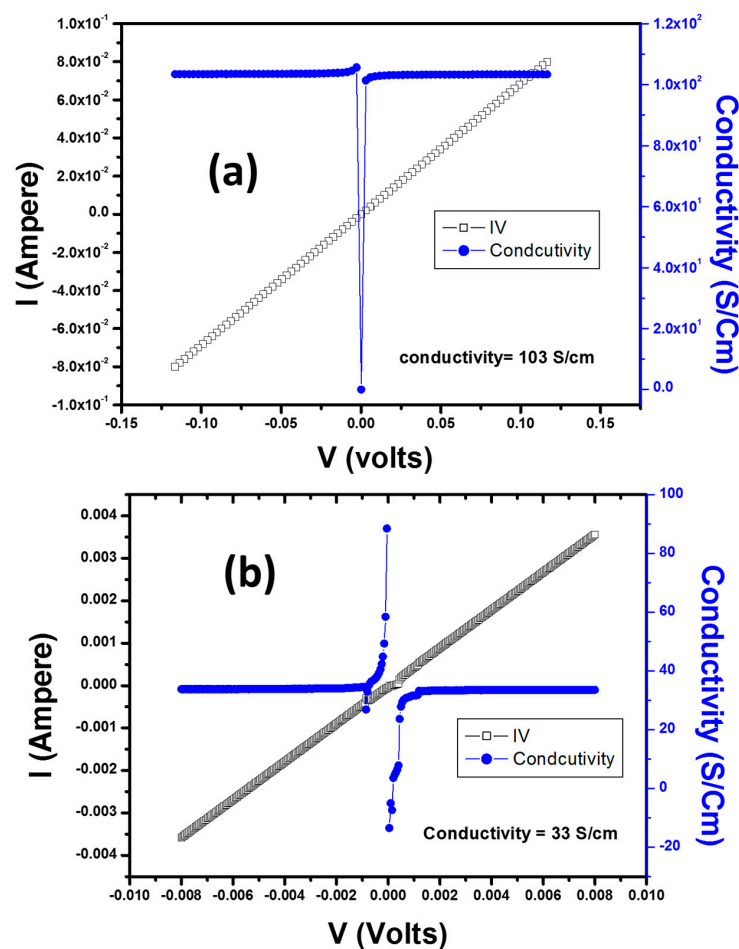 1.0x10⁻¹
8.0x10⁻²
6.0x10⁻²
4.0x10⁻²
2.0x10⁻²
0.0
-2.0x10⁻²
-4.0x10⁻²
-6.0x10⁻²
-8.0x10⁻²
-1.0x10⁻¹
I (Ampere)
(a)
IV
Condcutivity
conductivity= 103 S/cm
-0.15 -0.10 -0.05 0.00 0.05 0.10 0.15
V (volts)
1.2x10²
1.0x10²
8.0x10¹
6.0x10¹
4.0x10¹
2.0x10¹
0.0
Conductivity (S/Cm)
0.004
0.003
0.002
0.001
0.000
-0.001
-0.002
-0.003
-0.004
I (Ampere)
(b)
IV
Condcutivity
Conductivity = 33 S/cm
-0.010 -0.008 -0.006 -0.004 -0.002 0.000 0.002 0.004 0.006 0.008 0.010
V (Volts)
100
80
60
40
20
0
-20
Conductivity (S/Cm)